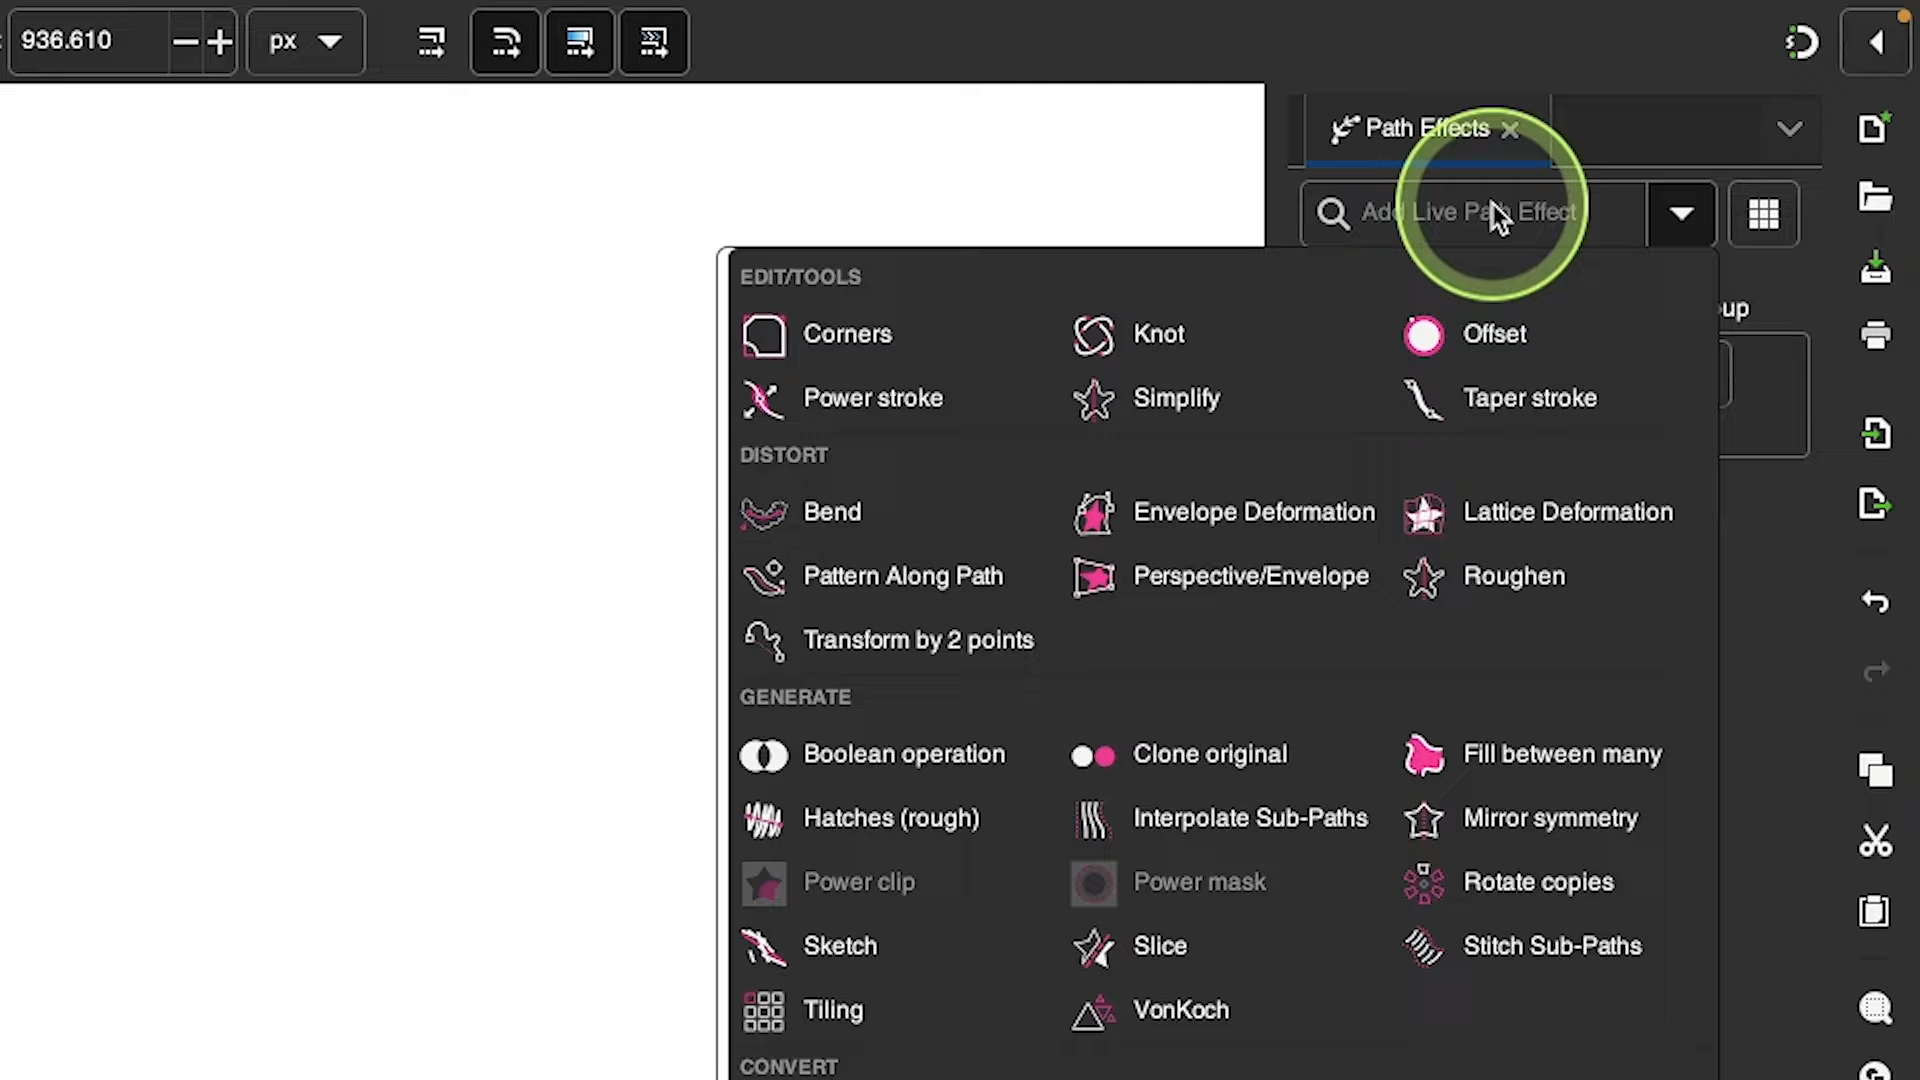 936.610 px
Path Effects
Add Live Path Effect
EDIT/TOOLS
Corners Knot Offset
Power stroke Simplify Taper stroke
DISTORT
Bend Envelope Deformation Lattice Deformation
Pattern Along Path Perspective/Envelope Roughen
Transform by 2 points
GENERATE
Boolean operation Clone original Fill between many
Hatches (rough) Interpolate Sub-Paths Mirror symmetry
Power clip Power mask Rotate copies
Sketch Slice Stitch Sub-Paths
Tiling VonKoch
CONVERT